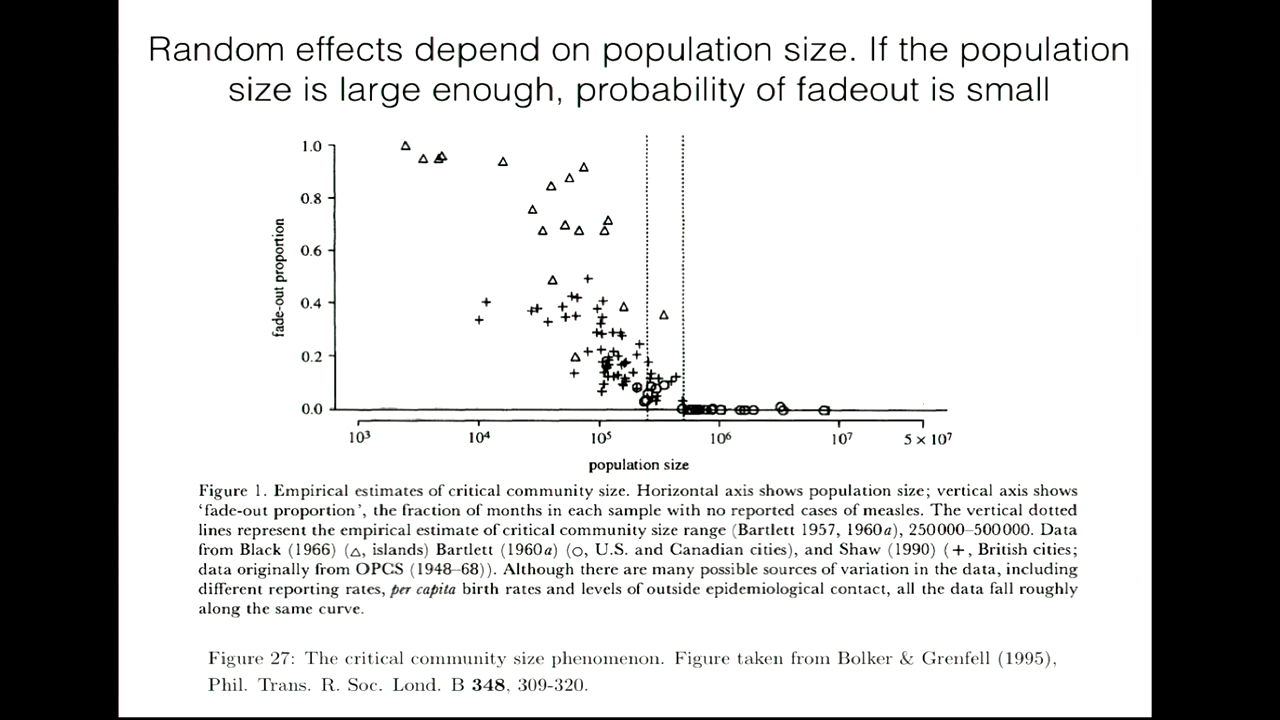 Random effects depend on population size. If the population
size is large enough, probability of fadeout is small
1.0
0.8
0.6
0.4
0.2
0.0
fade-out proportion
10³ 10⁴ 10⁵ 10⁶ 10⁷ 5 × 10⁷
population size
Figure 1. Empirical estimates of critical community size. Horizontal axis shows population size; vertical axis shows
‘fade-out proportion’, the fraction of months in each sample with no reported cases of measles. The vertical dotted
lines represent the empirical estimate of critical community size range (Bartlett 1957, 1960a), 250000–500000. Data
from Black (1966) (△, islands) Bartlett (1960a) (○, U.S. and Canadian cities), and Shaw (1990) (+, British cities;
data originally from OPCS (1948–68)). Although there are many possible sources of variation in the data, including
different reporting rates, per capita birth rates and levels of outside epidemiological contact, all the data fall roughly
along the same curve.
Figure 27: The critical community size phenomenon. Figure taken from Bolker & Grenfell (1995),
Phil. Trans. R. Soc. Lond. B 348, 309-320.